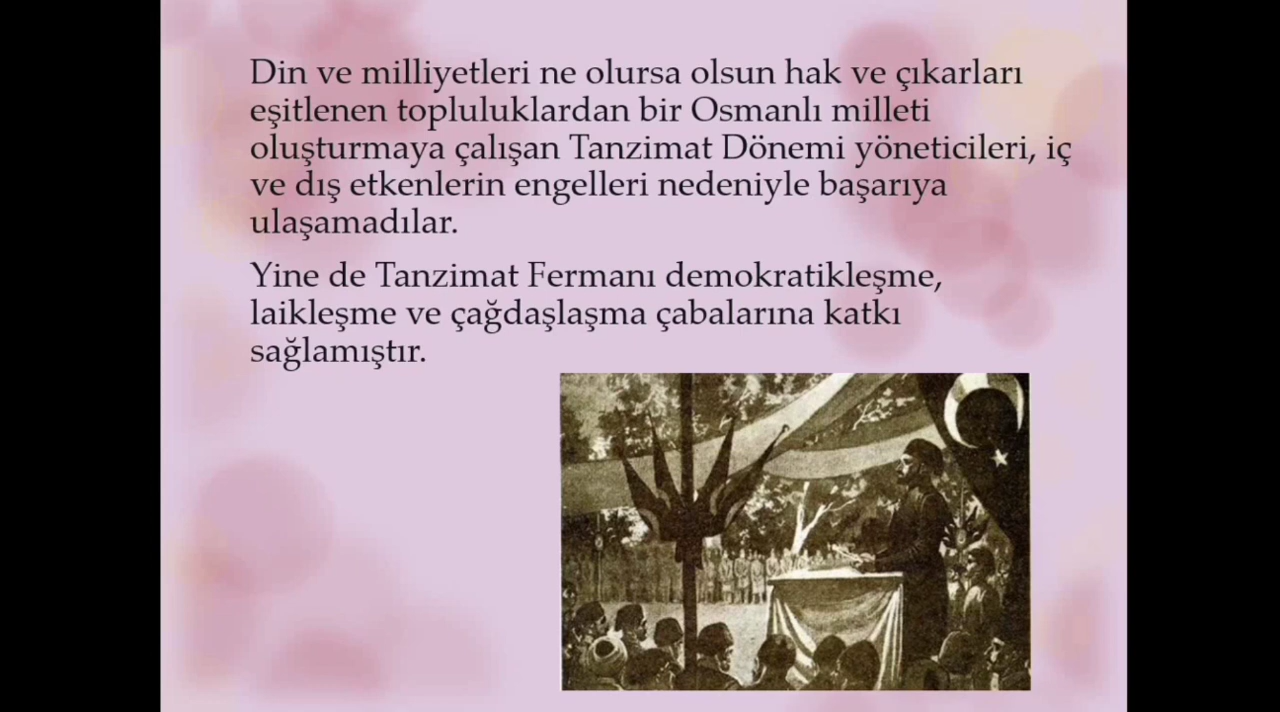 Din ve milliyetleri ne olursa olsun hak ve çıkarları
eşitlenen topluluklardan bir Osmanlı milleti
oluşturmaya çalışan Tanzimat Dönemi yöneticileri, iç
ve dış etkenlerin engelleri nedeniyle başarıya
ulaşamadılar.
Yine de Tanzimat Fermanı demokratikleşme,
laikleşme ve çağdaşlaşma çabalarına katkı
sağlamıştır.